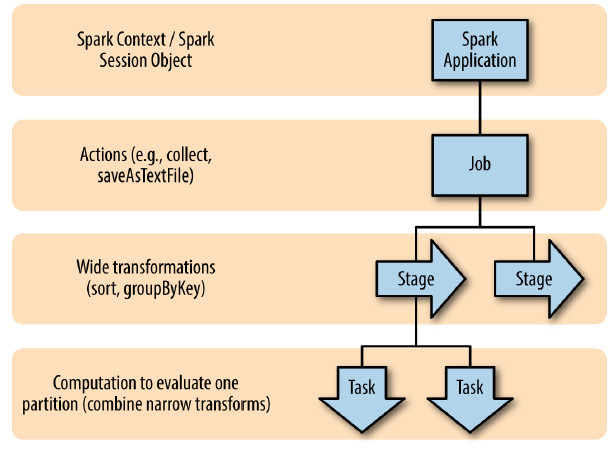 Spark Context / Spark
Session Object
Spark
Application
Actions (e.g., collect,
saveAsTextFile)
Job
Wide transformations
(sort, groupByKey)
Stage
Stage
Computation to evaluate one
partition (combine narrow transforms)
Task
Task